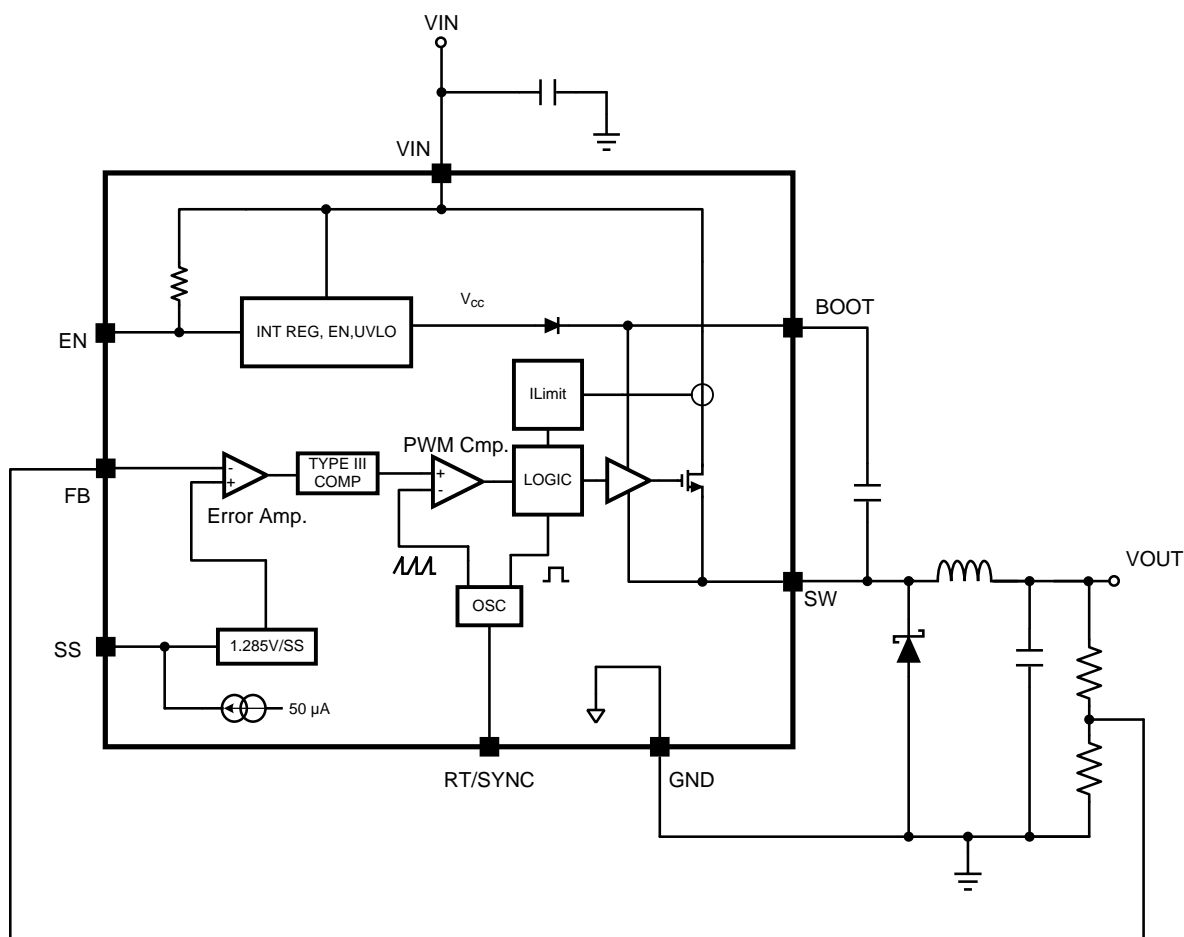 VIN
VIN
V_cc
BOOT
EN
INT REG, EN,UVLO
ILimit
PWM Cmp.
-
+
TYPE III
COMP
+
-
LOGIC
FB
Error Amp.
VOUT
OSC
SW
SS
1.285V/SS
50 µA
RT/SYNC
GND